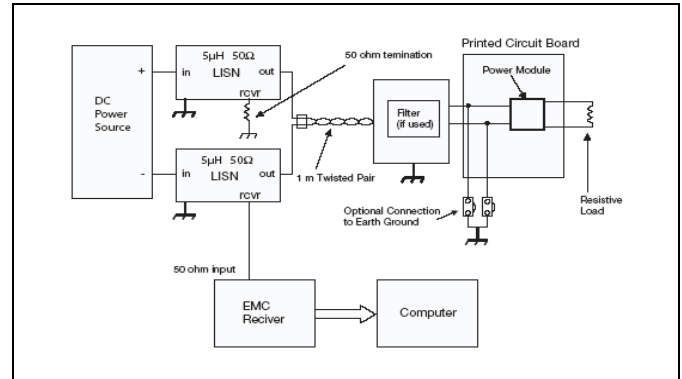 Printed Circuit Board
50 ohm temination
Power Module
5µH 50Ω
+
in
out
LISN
rcvr
DC
Power
Source
Filter
(if used)
5µH 50Ω
-
in
out
LISN
rcvr
1 m Twisted Pair
Optional Connection
to Earth Ground
Resistive
Load
50 ohm input
EMC
Reciver
Computer